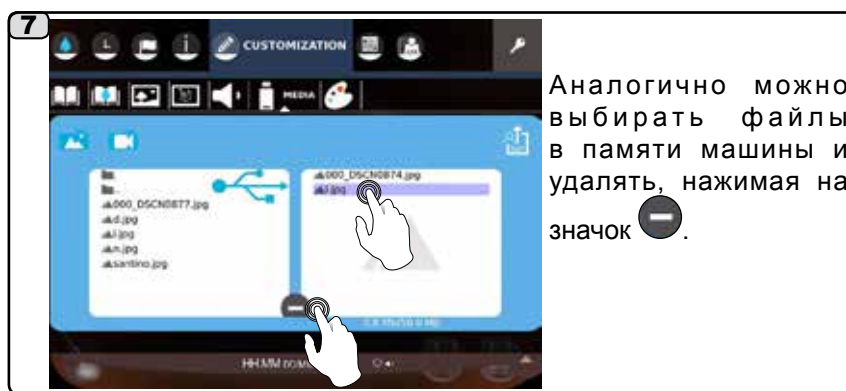 7
CUSTOMIZATION
MEDIA
000_DSCN0877.jpg
d.jpg
l.jpg
n.jpg
santino.jpg
000_DSCN0874.jpg
HH:MM
Аналогично можно
выбирать файлы
в памяти машины и
удалять, нажимая на
значок .